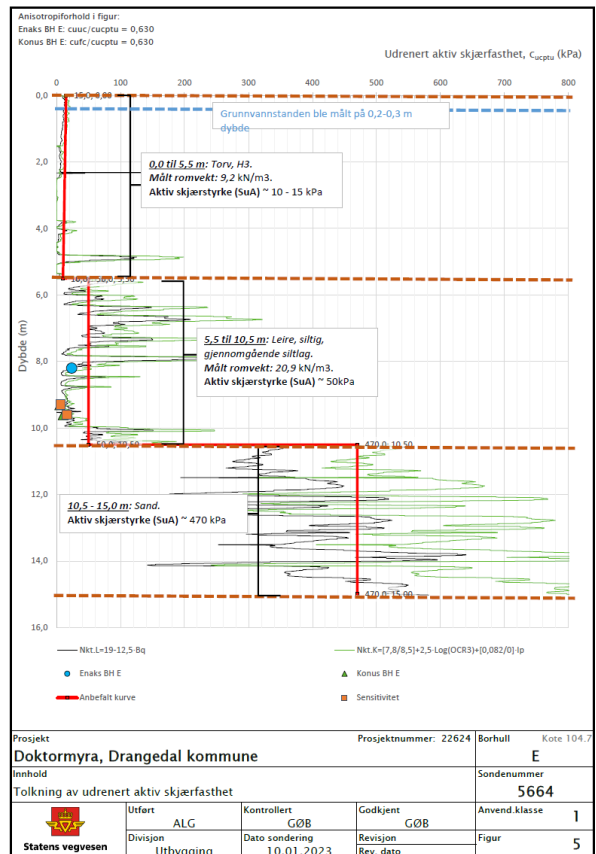 Anisotropiforhold i figur:
Enaks BH E: cuuc/cucptu = 0,630
Konus BH E: cufc/cucptu = 0,630
Udrenert aktiv skjærfasthet, cucptu (kPa)
0 100 200 300 400 500 600 700 800
0,0
Grunnvannstanden ble målt på 0,2-0,3 m
dybde
2,0
0,0 til 5,5 m: Torv, H3.
Målt romvekt: 9,2 kN/m3.
Aktiv skjærstyrke (SuA) ~ 10 - 15 kPa
4,0
6,0
5,5 til 10,5 m: Leire, siltig,
gjennomgående siltlag.
Målt romvekt: 20,9 kN/m3.
Aktiv skjærstyrke (SuA) ~ 50kPa
8,0
Dybde (m)
10,0
50,0; 10,50
470,0; 10,50
12,0
10,5 - 15,0 m: Sand.
Aktiv skjærstyrke (SuA) ~ 470 kPa
14,0
470,0; 15,00
16,0
Nkt.L=19-12,5·Bq
Nkt.K=[7,8/8,5]+2,5·Log(OCR3)+[0,082/0]·Ip
Enaks BH E
Konus BH E
Anbefalt kurve
Sensitivitet
Prosjekt
Prosjektnummer: 22624
Borhull
Kote 104.7
Doktormyra, Drangedal kommune
E
Innhold
Sondenummer
Tolkning av udrenert aktiv skjærfasthet
5664
Statens vegvesen
Utført
ALG
Kontrollert
GØB
Godkjent
GØB
Anvend.klasse
1
Divisjon
Utbygging
Dato sondering
10.01.2023
Revisjon
Rev. dato
Figur
5